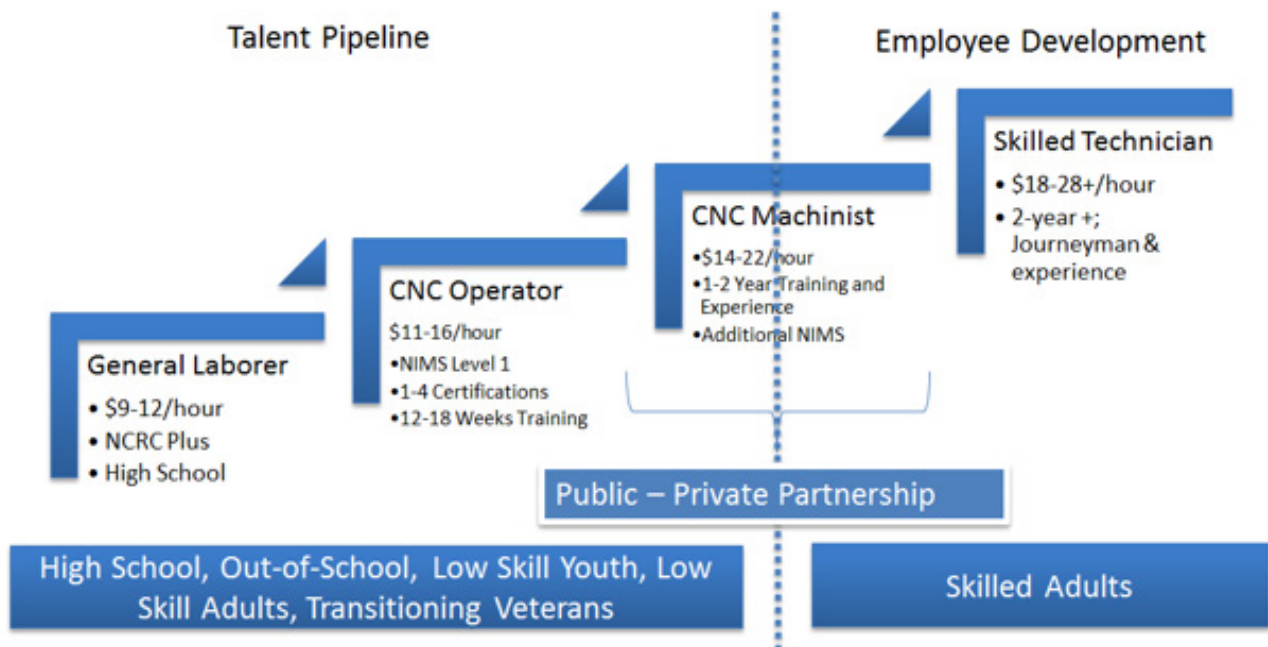 Talent Pipeline
Employee Development
General Laborer
• $9-12/hour
• NCRC Plus
• High School
CNC Operator
$11-16/hour
•NIMS Level 1
•1-4 Certifications
•12-18 Weeks Training
CNC Machinist
•$14-22/hour
•1-2 Year Training and
Experience
•Additional NIMS
Skilled Technician
• $18-28+/hour
• 2-year +;
Journeyman &
experience
Public – Private Partnership
High School, Out-of-School, Low Skill Youth, Low
Skill Adults, Transitioning Veterans
Skilled Adults